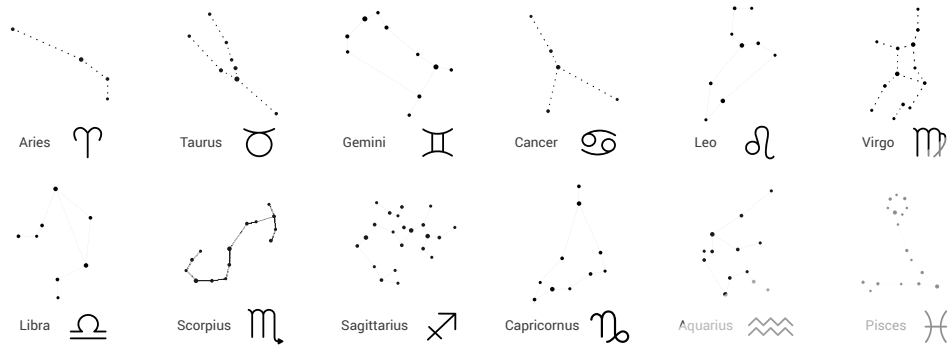 Aries Taurus Gemini Cancer Leo Virgo
Libra Scorpius Sagittarius Capricornus Aquarius Pisces